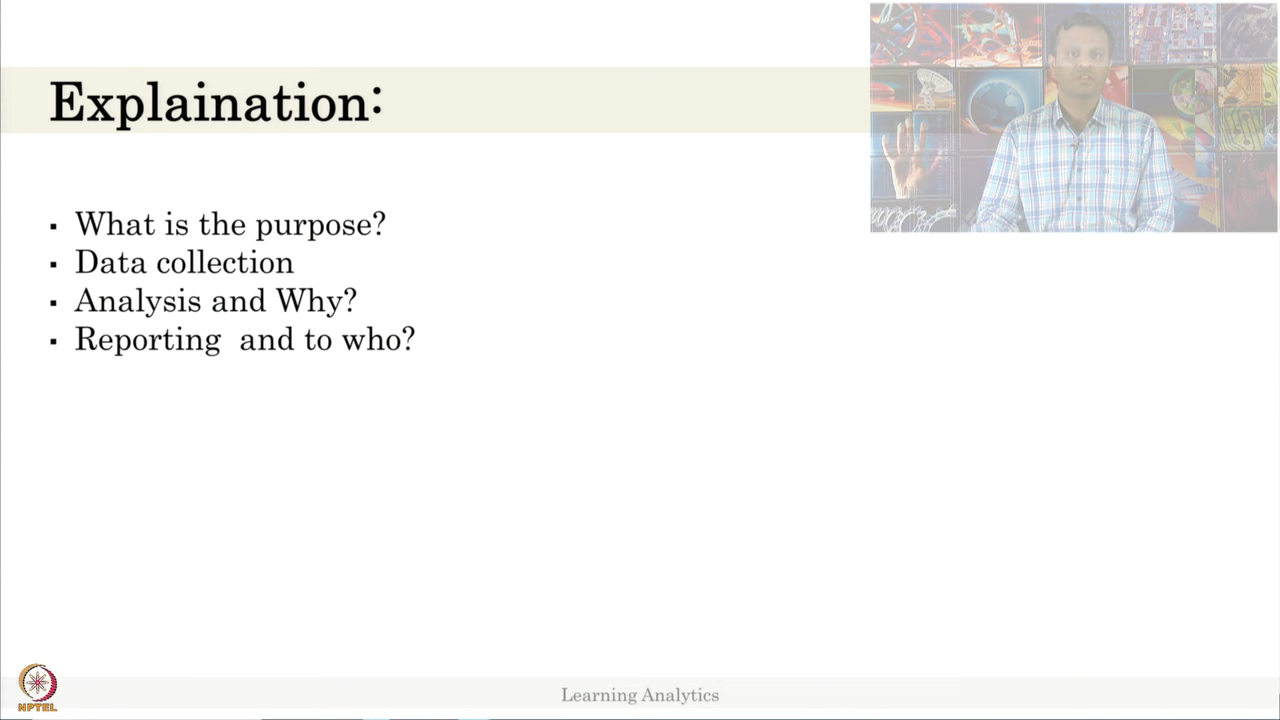 Explaination:
▪ What is the purpose?
▪ Data collection
▪ Analysis and Why?
▪ Reporting  and to who?
NPTEL
Learning Analytics